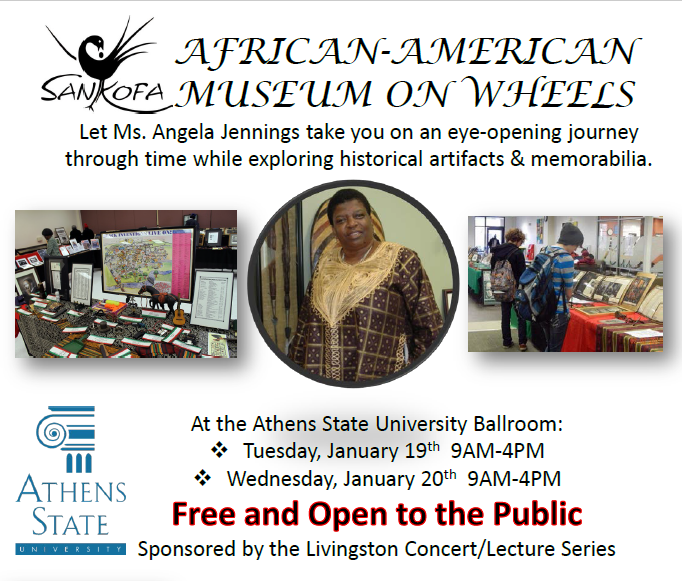 SANKOFA
AFRICAN-AMERICAN
MUSEUM ON WHEELS
Let Ms. Angela Jennings take you on an eye-opening journey
through time while exploring historical artifacts & memorabilia.
At the Athens State University Ballroom:
❖ Tuesday, January 19th 9AM-4PM
❖ Wednesday, January 20th 9AM-4PM
Free and Open to the Public
Sponsored by the Livingston Concert/Lecture Series
ATHENS
STATE
UNIVERSITY